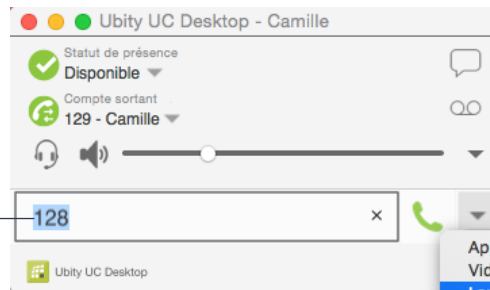 Ubity UC Desktop - Camille
Statut de présence
Disponible
Compte sortant
129 - Camille
128
Ubity UC Desktop
Ap
Vid